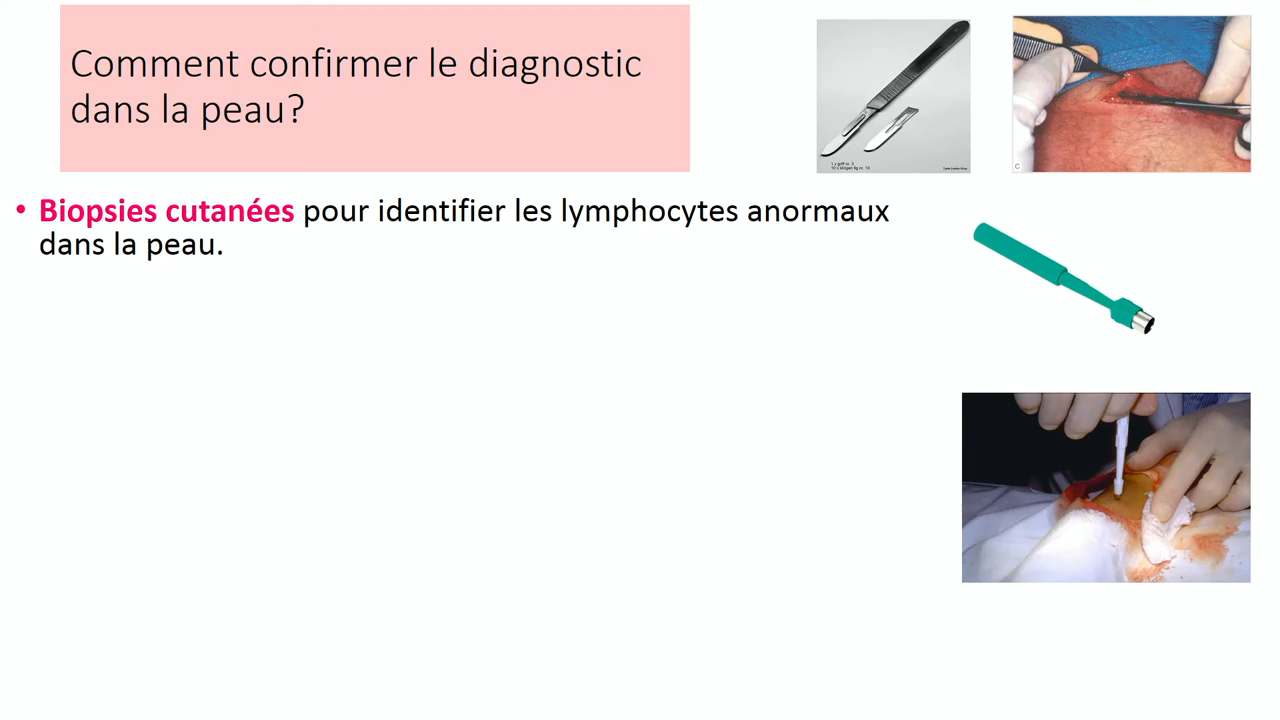 Comment confirmer le diagnostic
dans la peau?
• Biopsies cutanées pour identifier les lymphocytes anormaux
dans la peau.
C